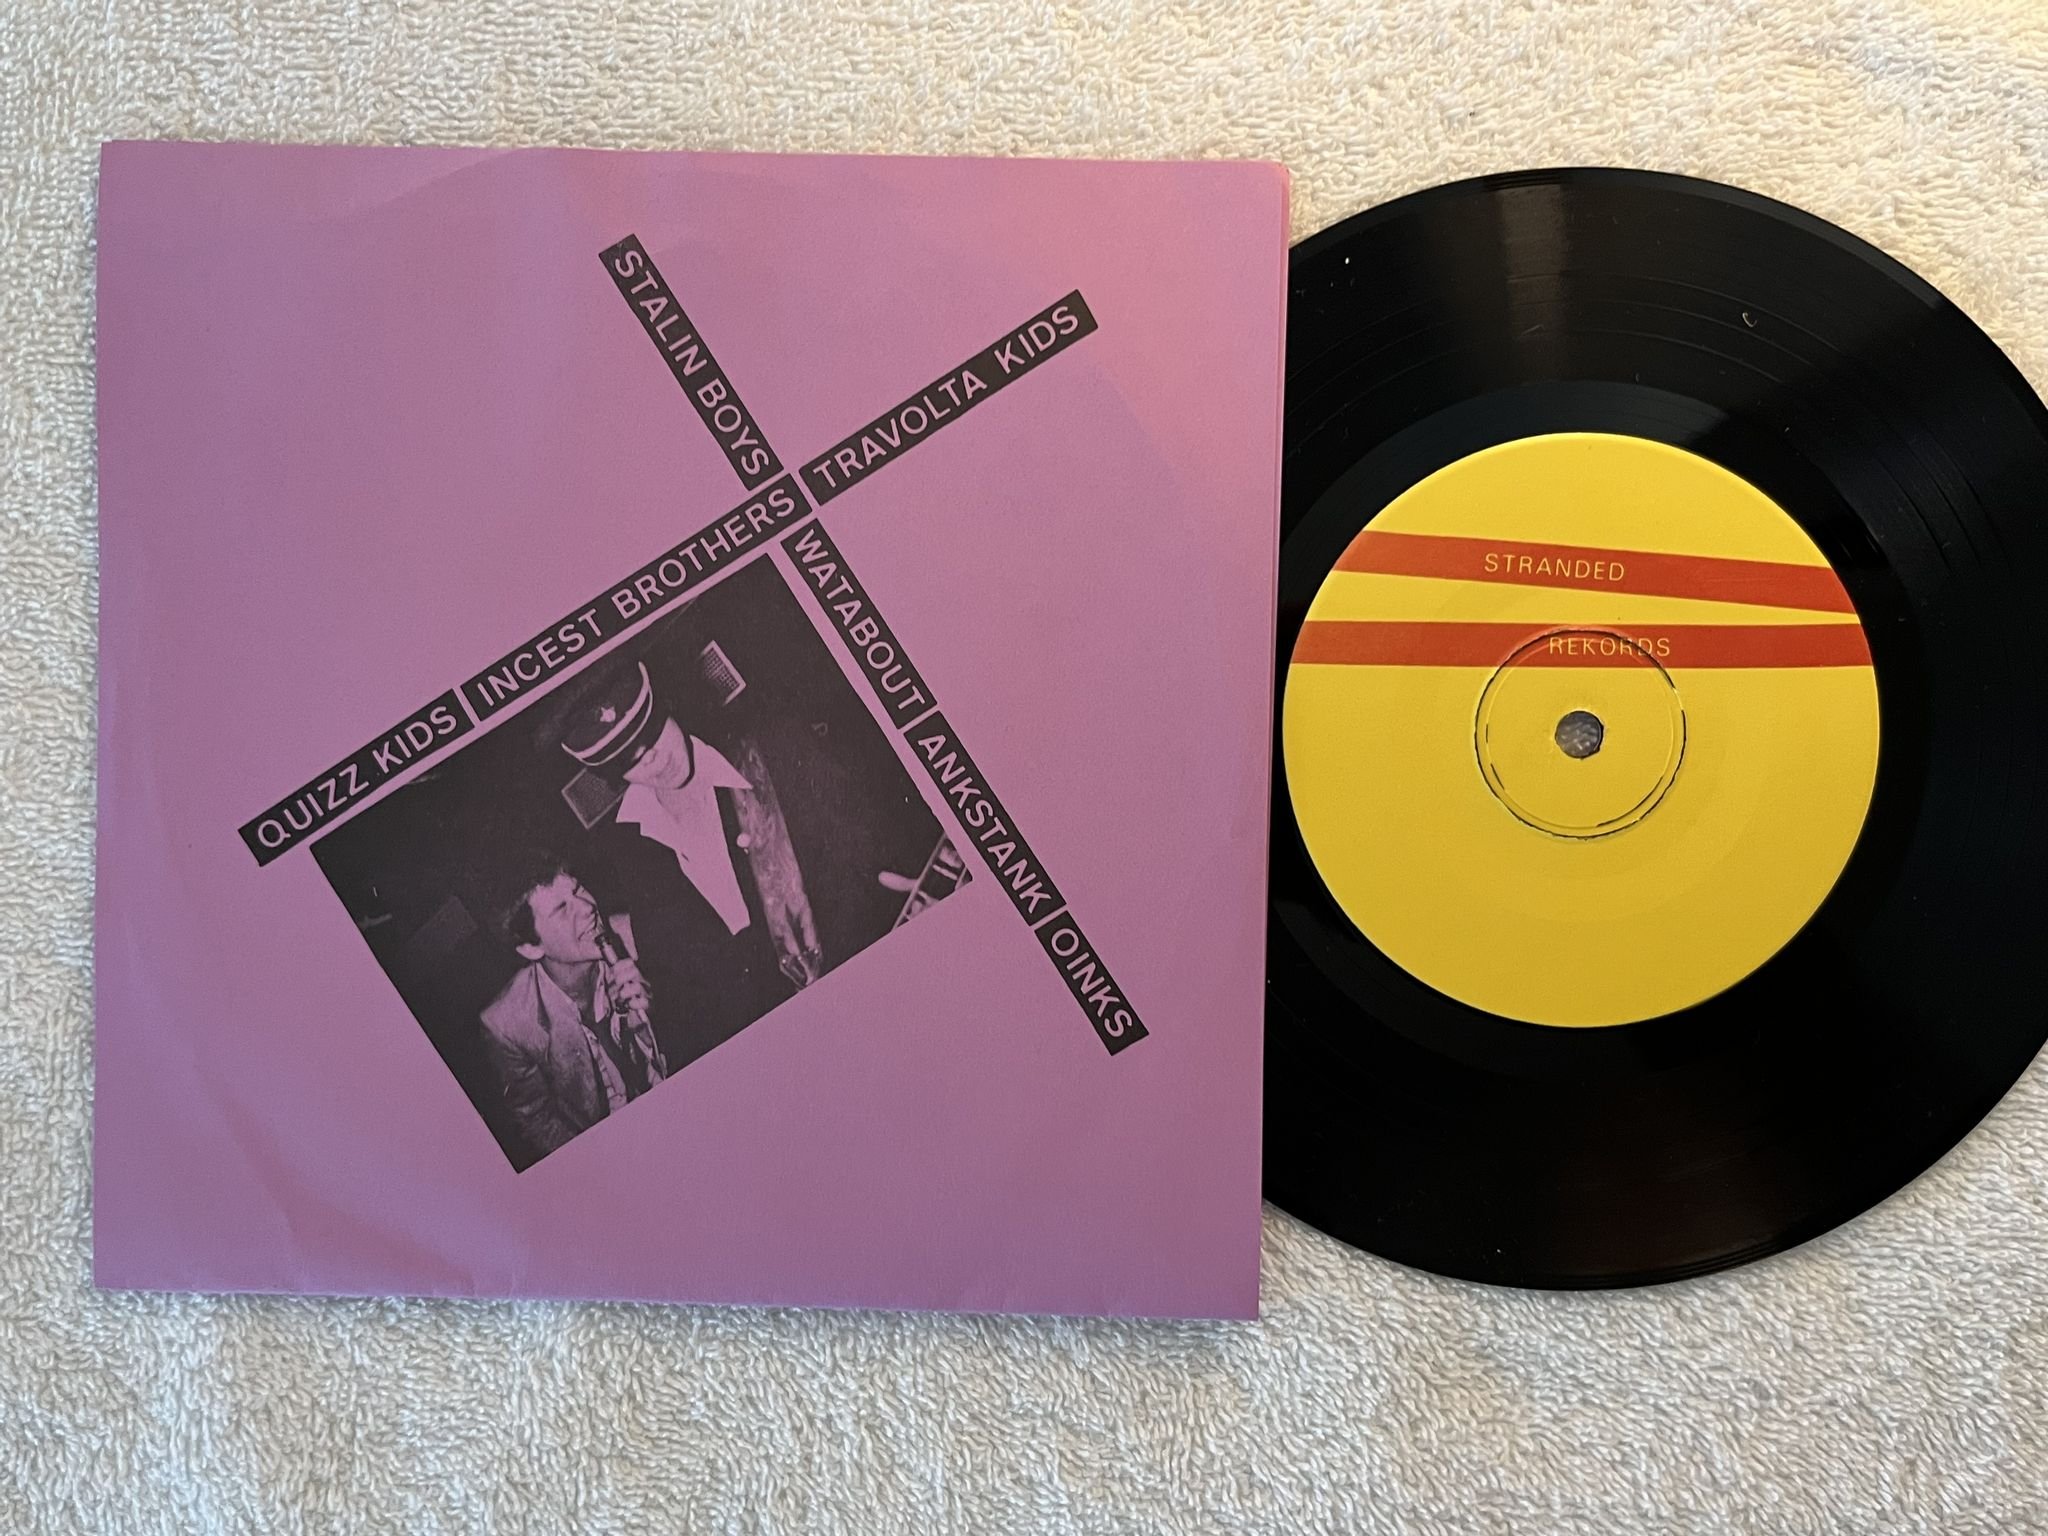 STALIN BOYS
TRAVOLTA KIDS
QUIZZ KIDS
INCEST BROTHERS
WATABOUT
ANKSTANK
OINKS
STRANDED
REKORDS